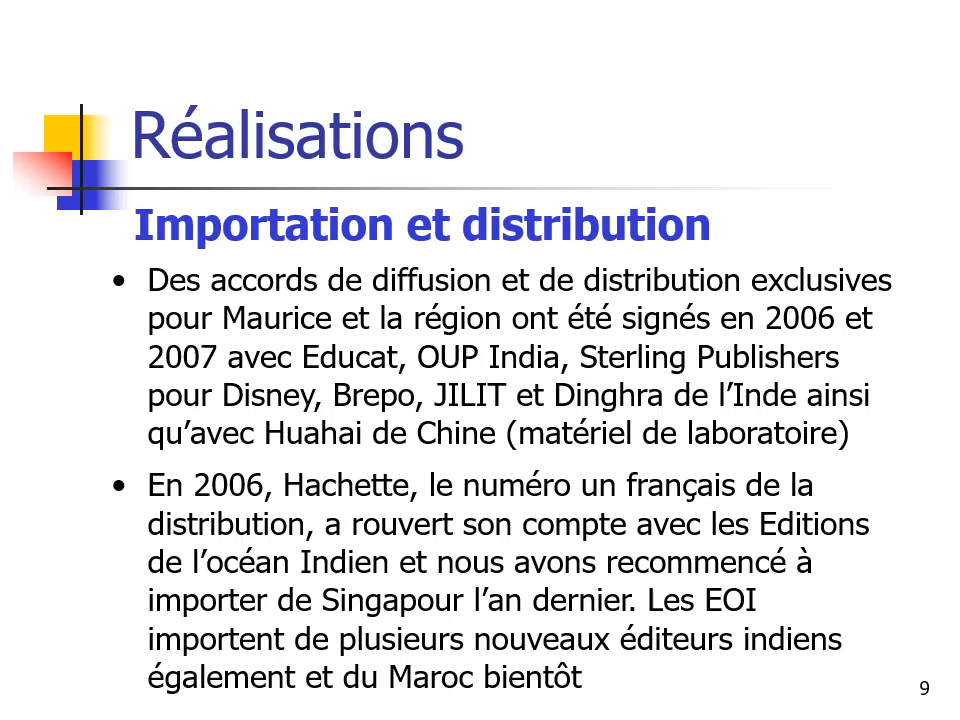 Réalisations
Importation et distribution
• Des accords de diffusion et de distribution exclusives
pour Maurice et la région ont été signés en 2006 et
2007 avec Educat, OUP India, Sterling Publishers
pour Disney, Brepo, JILIT et Dinghra de l’Inde ainsi
qu’avec Huahai de Chine (matériel de laboratoire)
• En 2006, Hachette, le numéro un français de la
distribution, a rouvert son compte avec les Editions
de l’océan Indien et nous avons recommencé à
importer de Singapour l’an dernier. Les EOI
importent de plusieurs nouveaux éditeurs indiens
également et du Maroc bientôt
9